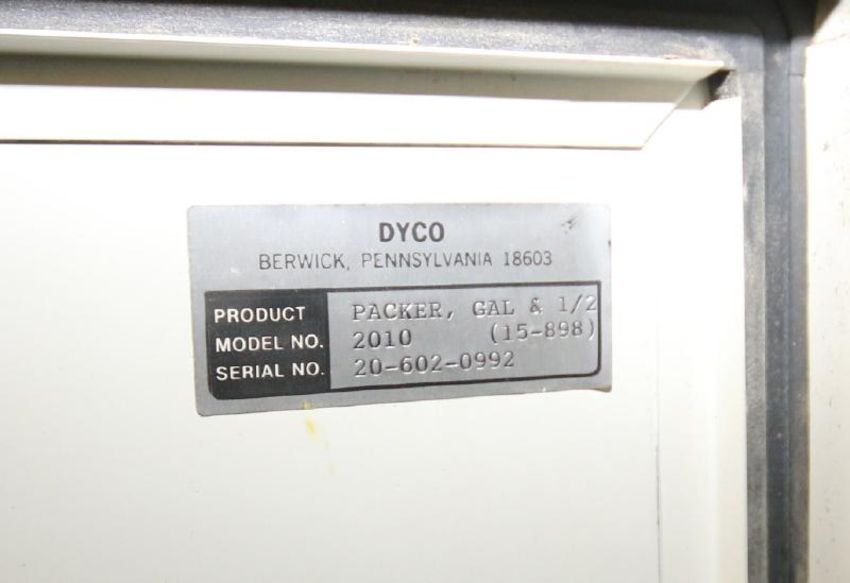 DYCO
BERWICK, PENNSYLVANIA 18603
PRODUCT PACKER, GAL & 1/2
MODEL NO. 2010 (15-898)
SERIAL NO. 20-602-0992